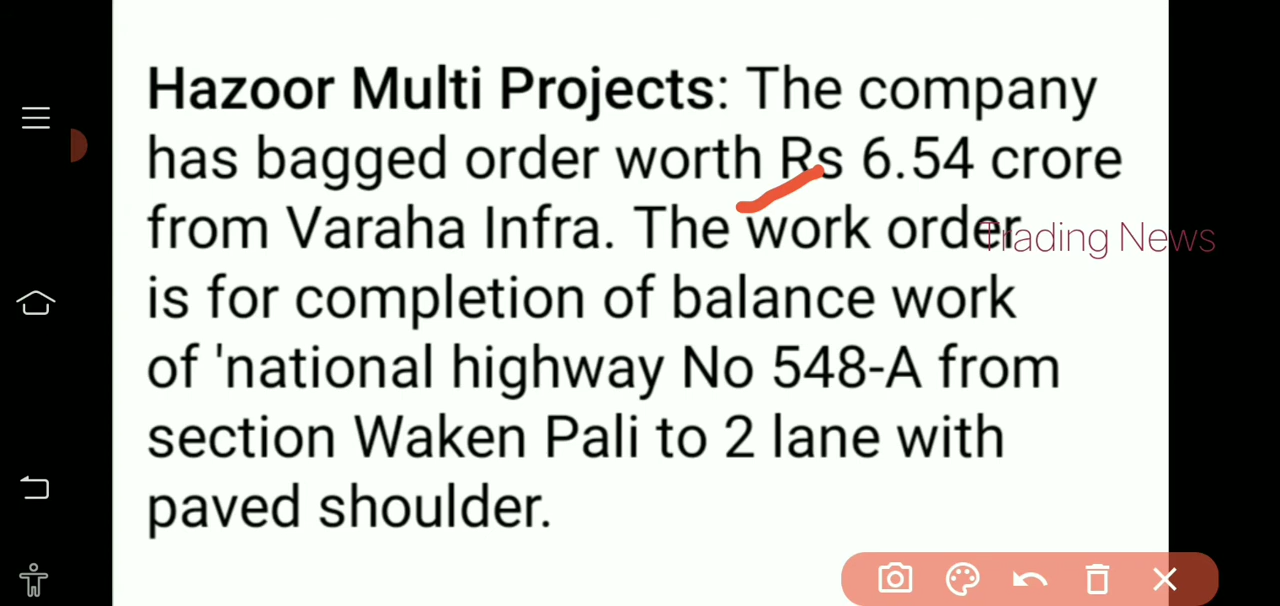 Hazoor Multi Projects: The company
has bagged order worth Rs 6.54 crore
from Varaha Infra. The work order
Trading News
is for completion of balance work
of 'national highway No 548-A from
section Waken Pali to 2 lane with
paved shoulder.